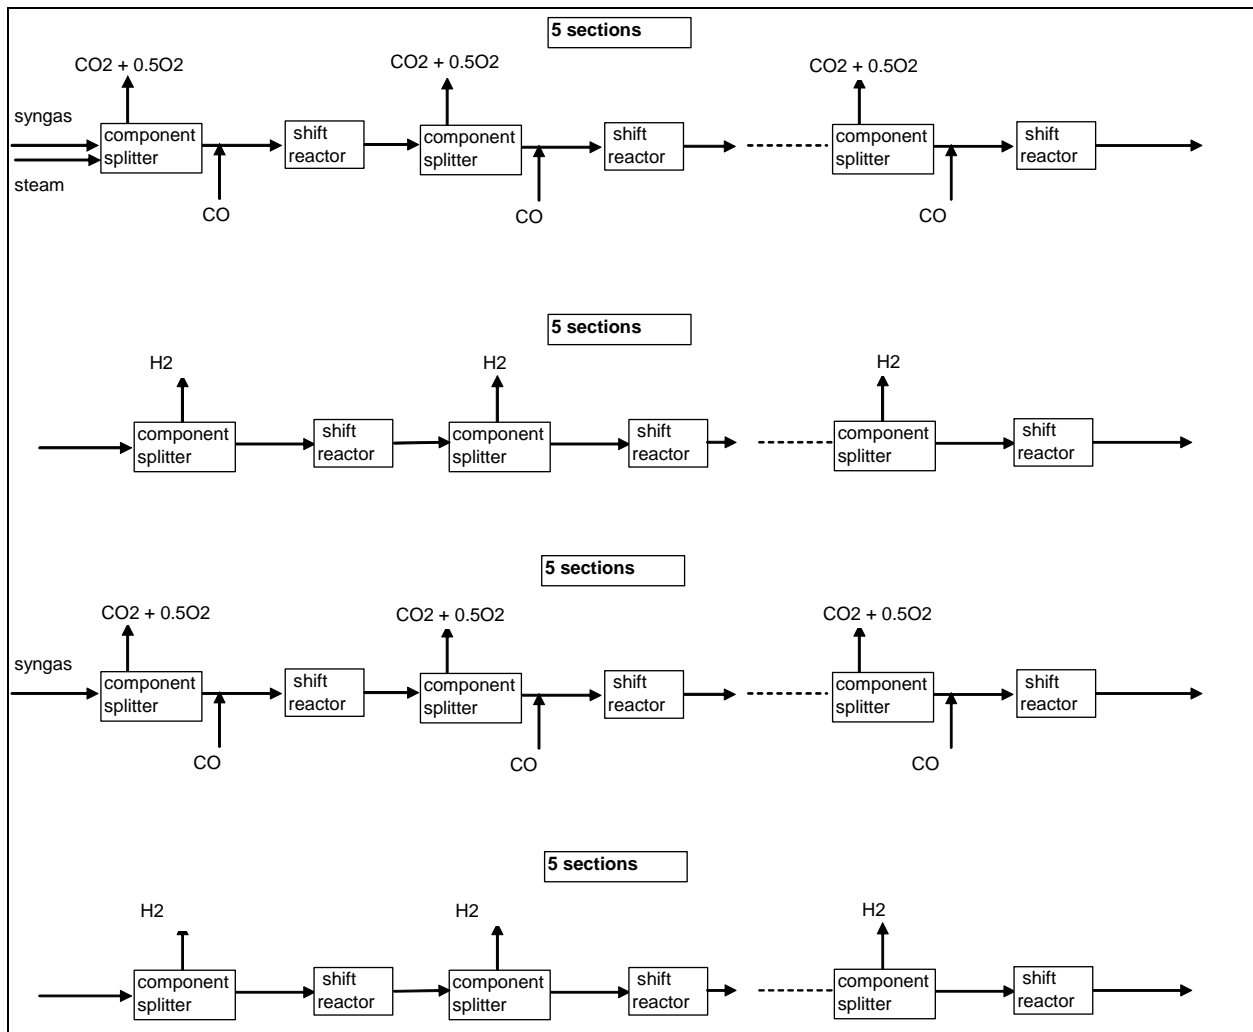 5 sections
CO2 + 0.5O2
CO2 + 0.5O2
CO2 + 0.5O2
syngas
steam
component
splitter
CO
shift
reactor
component
splitter
CO
shift
reactor
component
splitter
CO
shift
reactor
5 sections
H2
H2
H2
component
splitter
shift
reactor
component
splitter
shift
reactor
component
splitter
shift
reactor
5 sections
CO2 + 0.5O2
CO2 + 0.5O2
CO2 + 0.5O2
syngas
component
splitter
CO
shift
reactor
component
splitter
CO
shift
reactor
component
splitter
CO
shift
reactor
5 sections
H2
H2
H2
component
splitter
shift
reactor
component
splitter
shift
reactor
component
splitter
shift
reactor